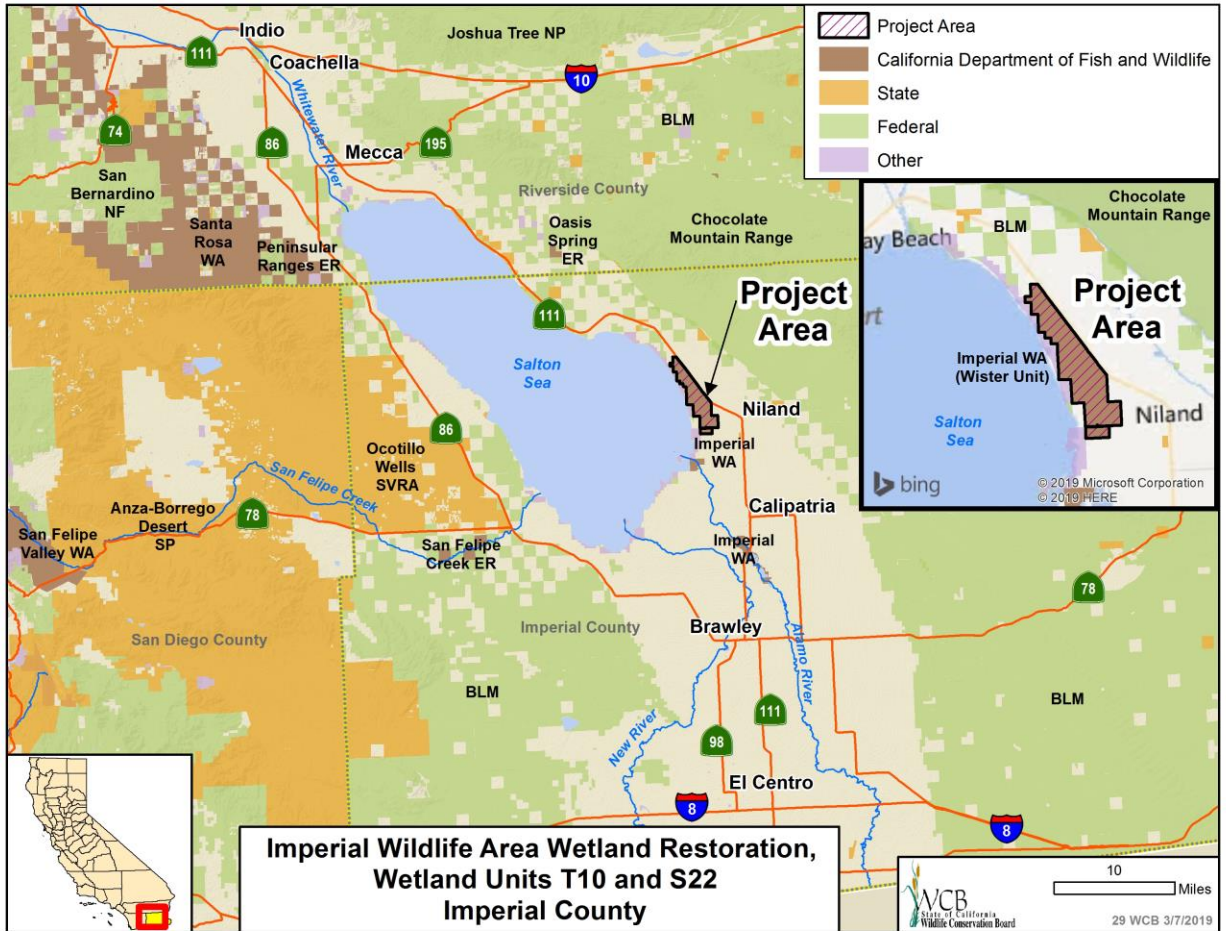 Indio
111
Coachella
Joshua Tree NP
10
Whitewater River
74
86
Mecca
195
BLM
San
Bernardino
NF
Riverside County
Santa
Rosa
WA
Peninsular
Ranges ER
Oasis
Spring
ER
Chocolate
Mountain Range
111
Project
Area
Salton
Sea
Niland
86
Imperial
WA
Ocotillo
Wells
SVRA
San Felipe Creek
Calipatria
Anza-Borrego
Desert
SP
78
San Felipe
Valley WA
San Felipe
Creek ER
Imperial
WA
78
San Diego County
Imperial County
Brawley
Alamo River
BLM
BLM
New River
111
98
El Centro
8
8
Project Area
California Department of Fish and Wildlife
State
Federal
Other
Chocolate
Mountain Range
BLM
ay Beach
Project
Area
rt
Imperial WA
(Wister Unit)
Niland
Salton
Sea
bing
© 2019 Microsoft Corporation
© 2019 HERE
Imperial Wildlife Area Wetland Restoration,
Wetland Units T10 and S22
Imperial County
WCB
State of California
Wildlife Conservation Board
10
Miles
29 WCB 3/7/2019